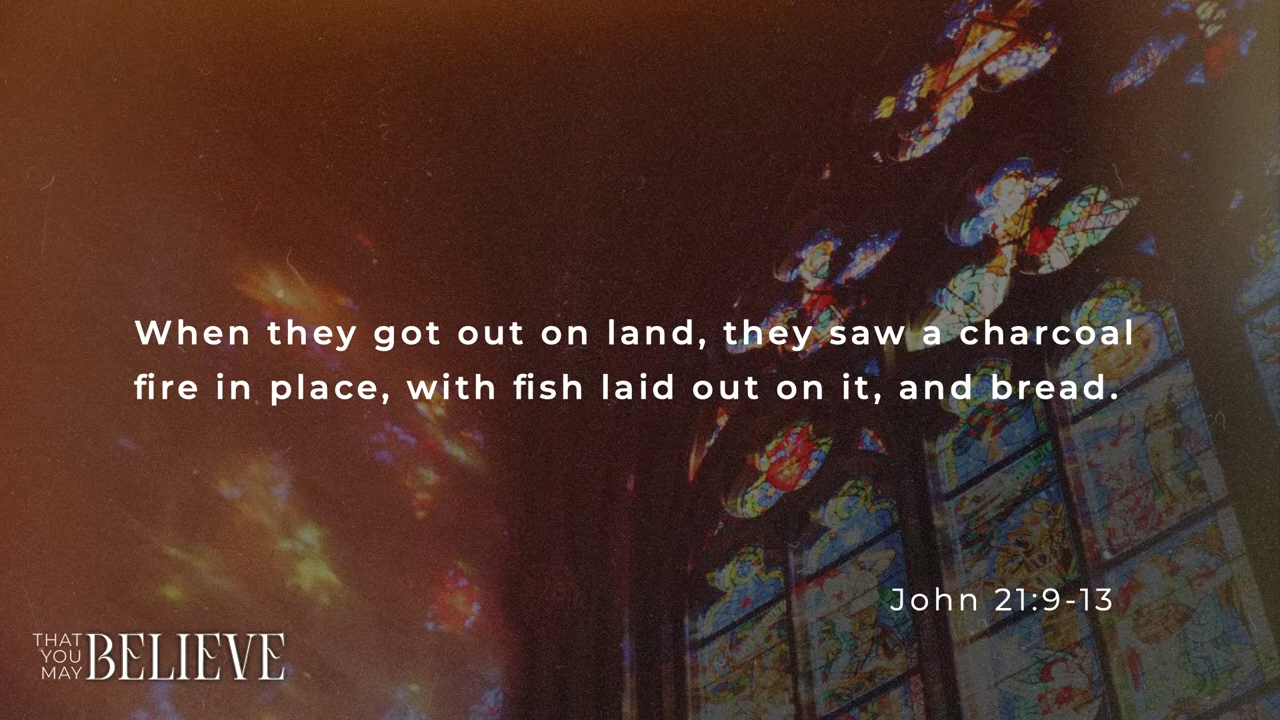 When they got out on land, they saw a charcoal
fire in place, with fish laid out on it, and bread.
John 21:9-13
THAT
YOU
MAY
BELIEVE